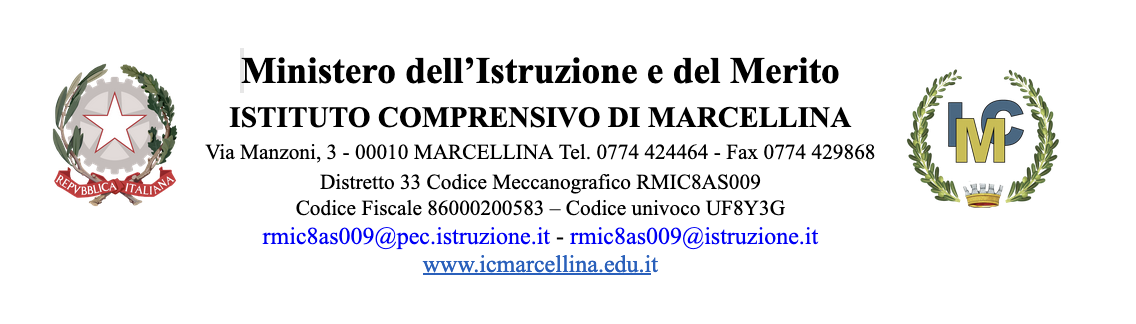 Ministero dell’Istruzione e del Merito
ISTITUTO COMPRENSIVO DI MARCELLINA
Via Manzoni, 3 - 00010 MARCELLINA Tel. 0774 424464 - Fax 0774 429868
Distretto 33 Codice Meccanografico RMIC8AS009
Codice Fiscale 86000200583 – Codice univoco UF8Y3G
rmic8as009@pec.istruzione.it - rmic8as009@istruzione.it
www.icmarcellina.edu.it
REPVBBLICA ITALIANA
IMC